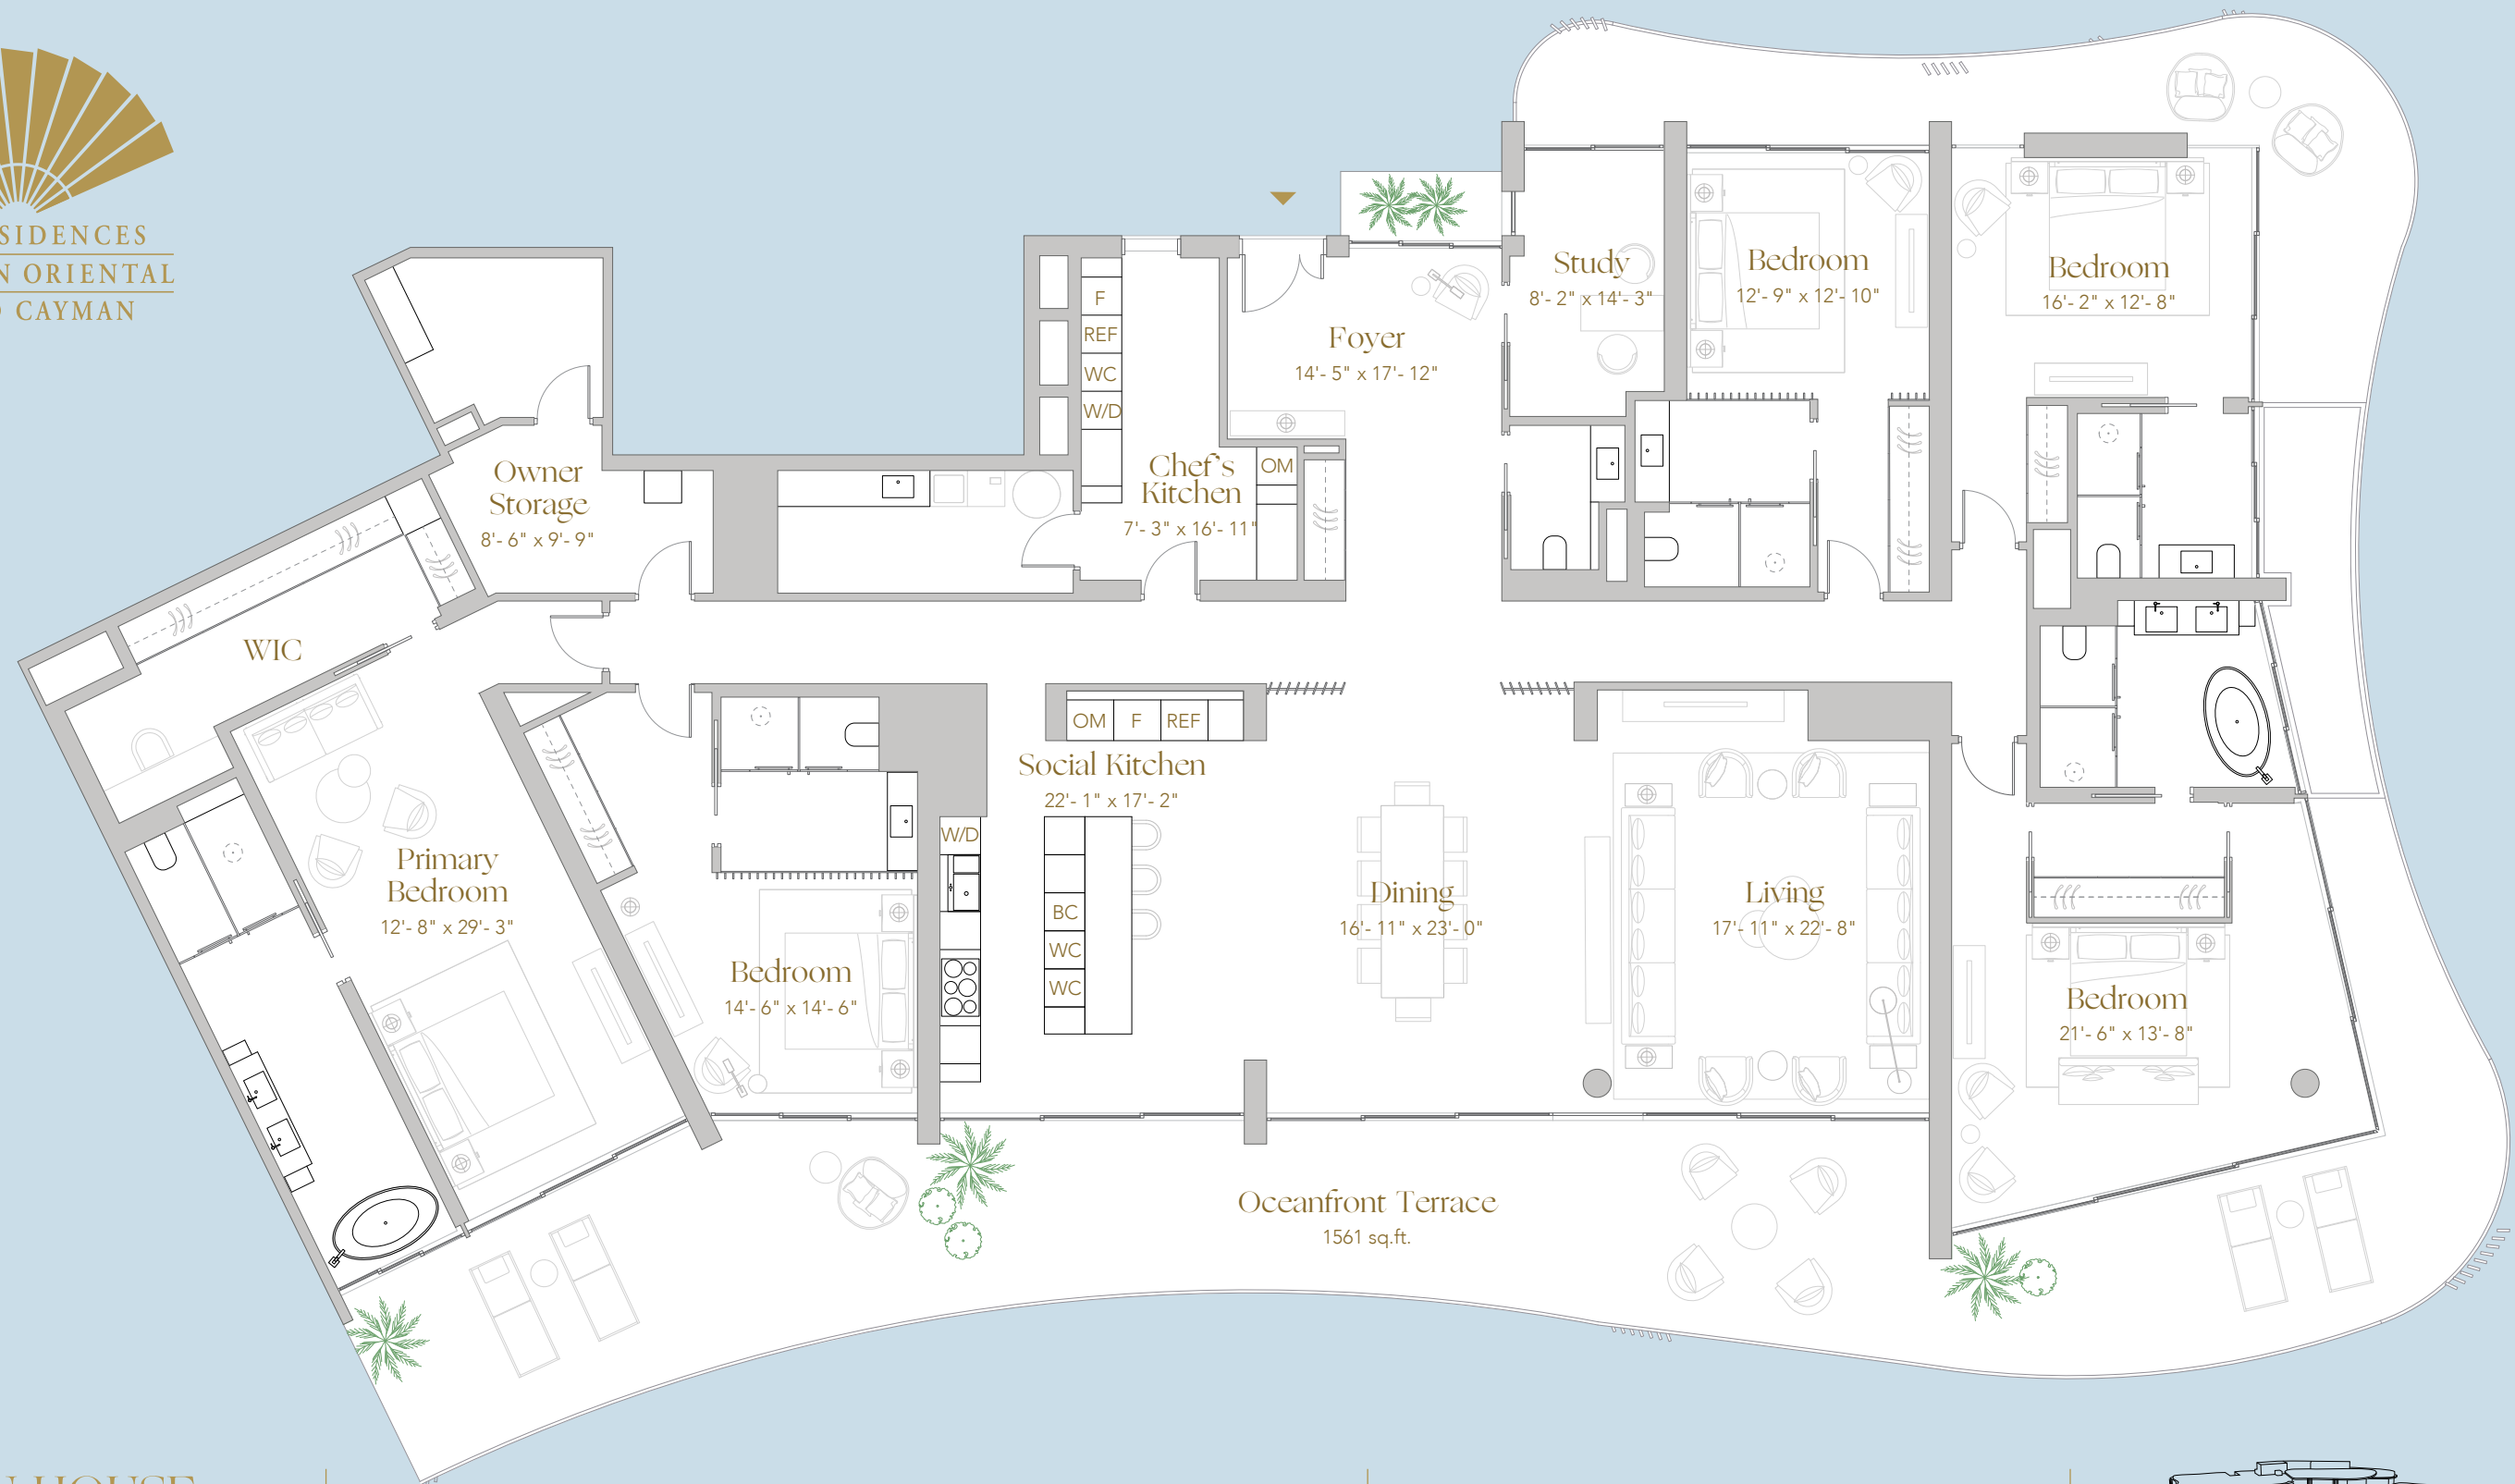 SIDENCES
N ORIENTAL
CAYMAN
Study
8'- 2" x 14'- 3"
Bedroom
12'- 9" x 12'- 10"
Bedroom
16'- 2" x 12'- 8"
F
REF
WC
W/D
Foyer
14'- 5" x 17'- 12"
Owner
Storage
8'- 6" x 9'- 9"
Chef's
Kitchen
7'- 3" x 16'- 11"
OM
WIC
OM
F
REF
Social Kitchen
22'- 1" x 17'- 2"
W/D
BC
WC
WC
Primary
Bedroom
12'- 8" x 29'- 3"
Bedroom
14'- 6" x 14'- 6"
Dining
16'- 11" x 23'- 0"
Living
17'- 11" x 22'- 8"
Bedroom
21'- 6" x 13'- 8"
Oceanfront Terrace
1561 sq.ft.
HOUSE